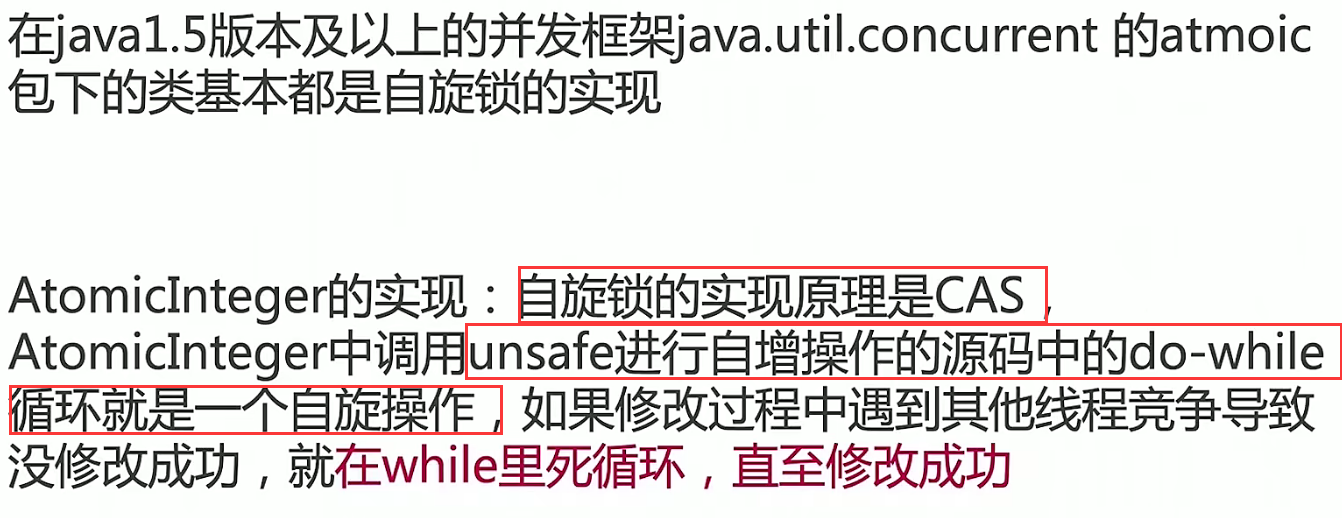 在java1.5版本及以上的并发框架java.util.concurrent 的atmoic
包下的类基本都是自旋锁的实现
AtomicInteger的实现：自旋锁的实现原理是CAS，
AtomicInteger中调用unsafe进行自增操作的源码中的do-while
循环就是一个自旋操作，如果修改过程中遇到其他线程竞争导致
没修改成功，就在while里死循环，直至修改成功